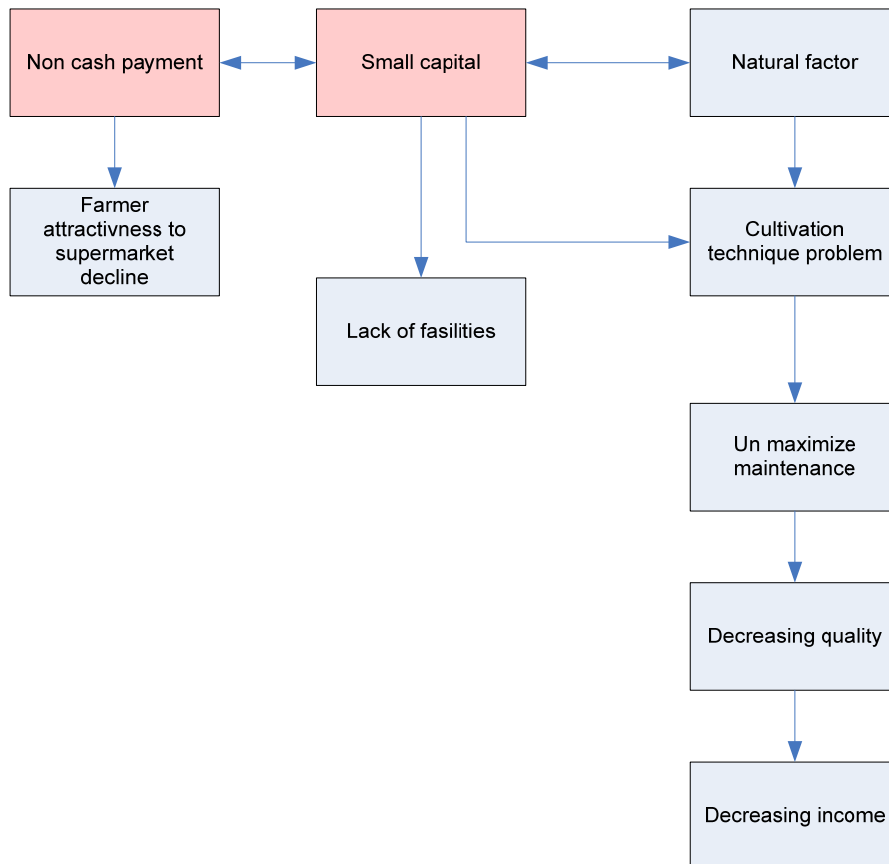 Non cash payment
Small capital
Natural factor
Farmer
attractivness to
supermarket
decline
Cultivation
technique problem
Lack of fasilities
Un maximize
maintenance
Decreasing quality
Decreasing income